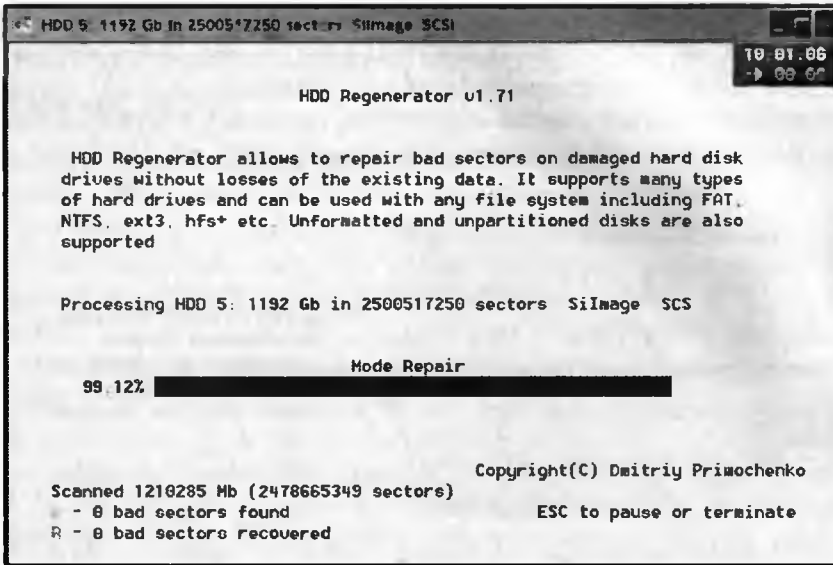 HDD 5: 1192 Gb in 2500517250 sectors SiImage SCSI
HDD Regenerator v1.71
HDD Regenerator allows to repair bad sectors on damaged hard disk
drives without losses of the existing data. It supports many types
of hard drives and can be used with any file system including FAT,
NTFS, ext3, hfs+ etc. Unformatted and unpartitioned disks are also
supported
Processing HDD 5: 1192 Gb in 2500517250 sectors SiImage SCS
Mode Repair
99.12%
Copyright(C) Dmitriy Primochenko
Scanned 1210285 Mb (2478665349 sectors)
- 0 bad sectors found
ESC to pause or terminate
R - 0 bad sectors recovered